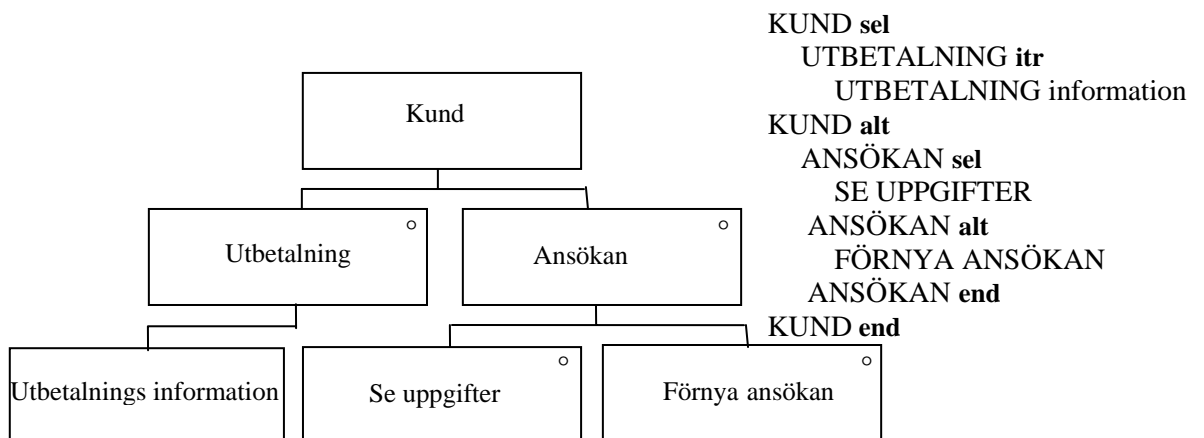 Kund
Utbetalning
Ansökan
Utbetalnings information
Se uppgifter
Förnya ansökan
KUND sel
UTBETALNING itr
UTBETALNING information
KUND alt
ANSÖKAN sel
SE UPPGIFTER
ANSÖKAN alt
FÖRNYA ANSÖKAN
ANSÖKAN end
KUND end